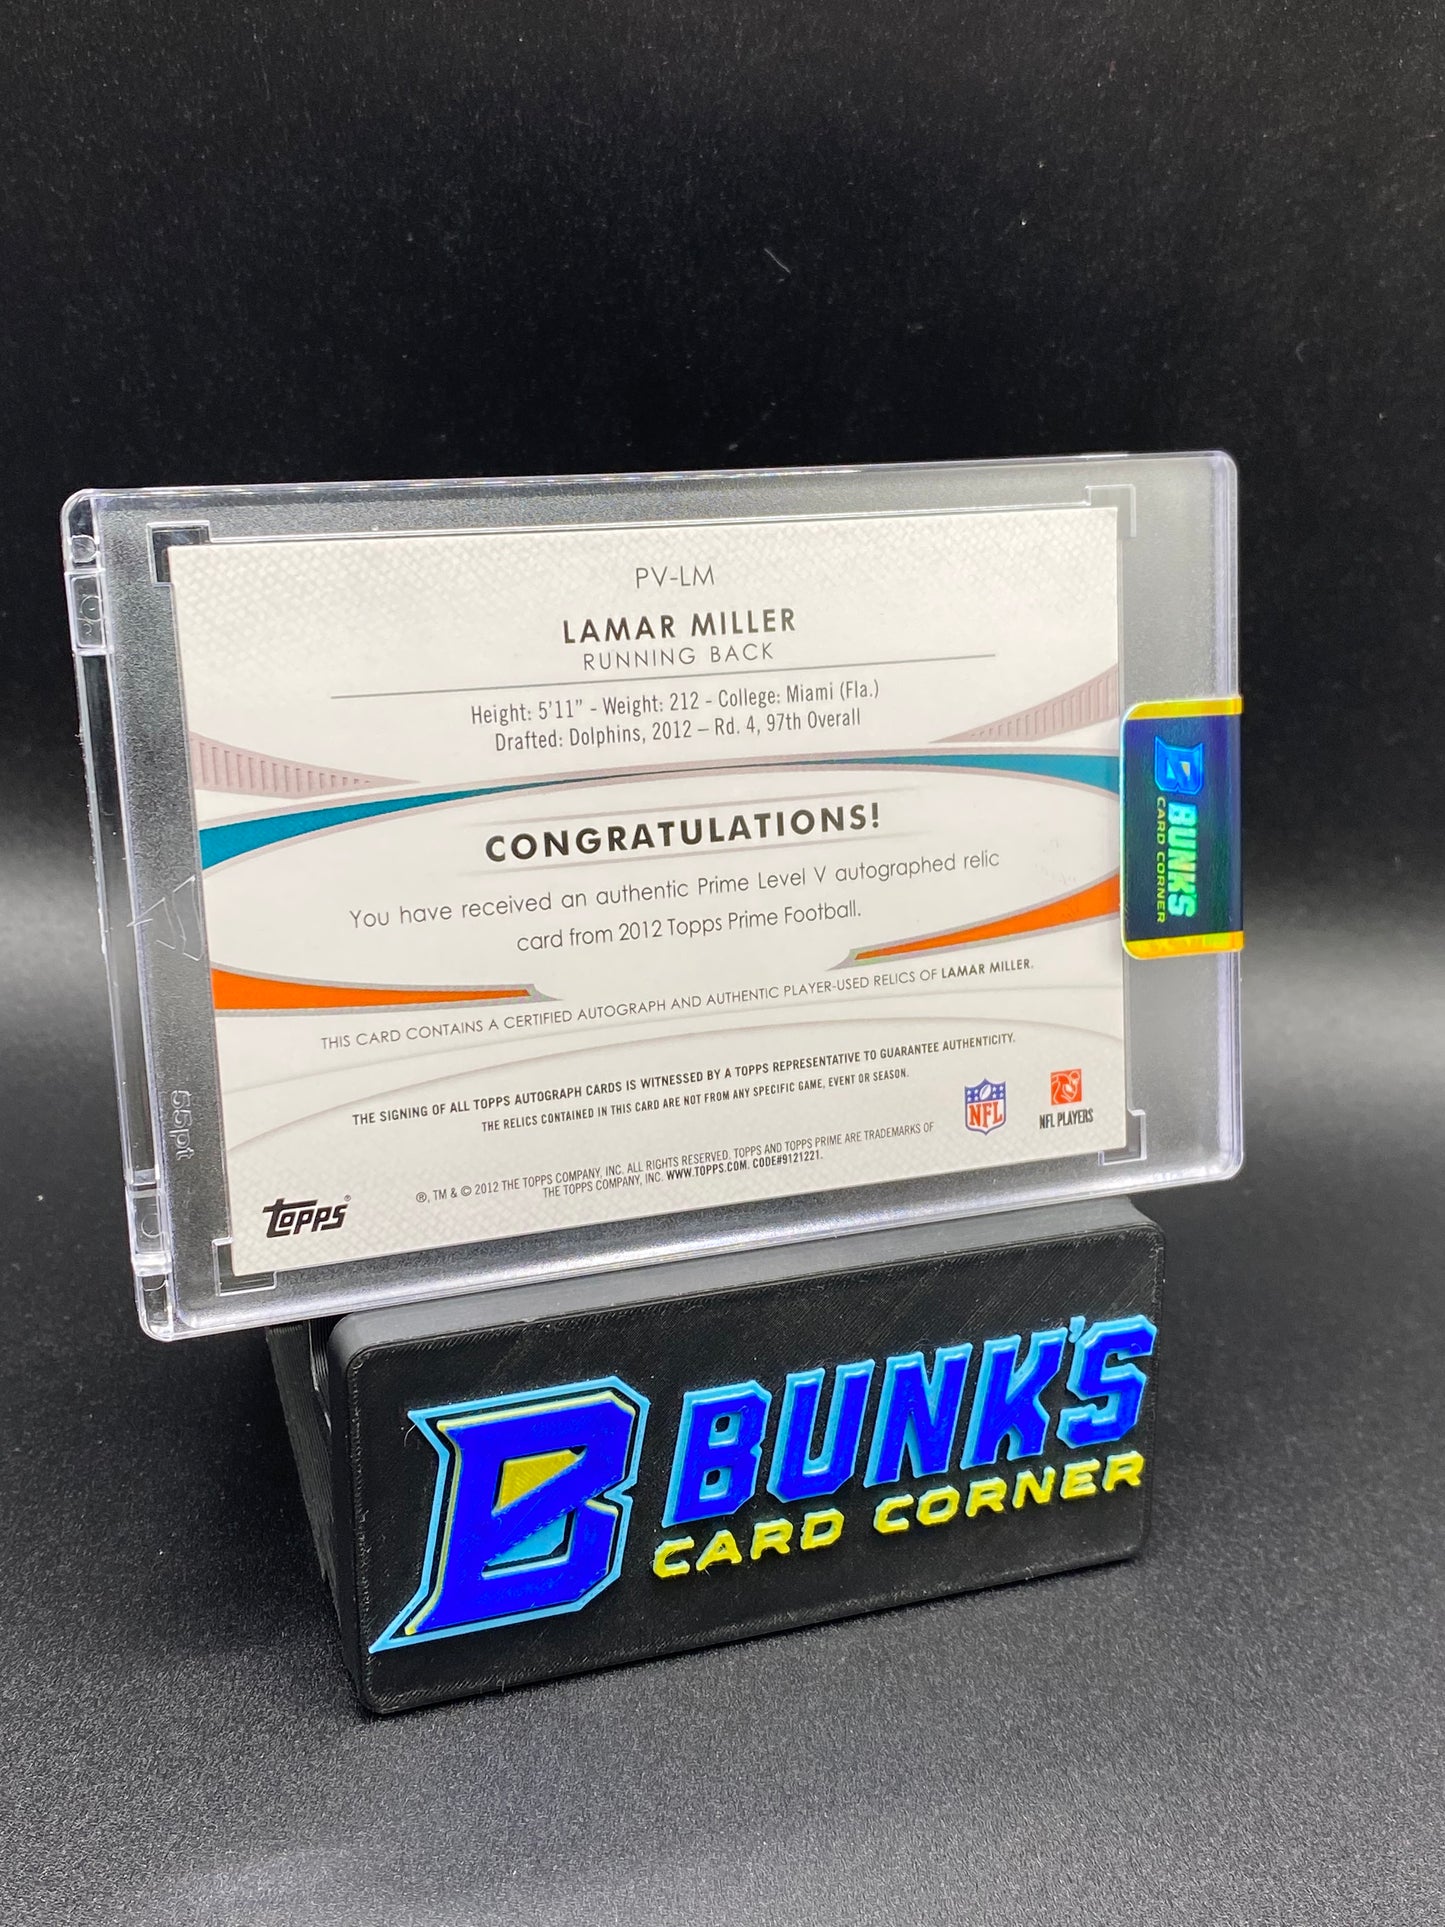 PV-LM
LAMAR MILLER
RUNNING BACK
Height: 5'11" - Weight: 212 - College: Miami (Fla.)
Drafted: Dolphins, 2012 – Rd. 4, 97th Overall
CONGRATULATIONS!
You have received an authentic Prime Level V autographed relic
card from 2012 Topps Prime Football.
THIS CARD CONTAINS A CERTIFIED AUTOGRAPH AND AUTHENTIC PLAYER-USED RELICS OF LAMAR MILLER.
THE SIGNING OF ALL TOPPS AUTOGRAPH CARDS IS WITNESSED BY A TOPPS REPRESENTATIVE TO GUARANTEE AUTHENTICITY.
THE RELICS CONTAINED IN THIS CARD ARE NOT FROM ANY SPECIFIC GAME, EVENT OR SEASON.
NFL
NFL PLAYERS
®, TM & © 2012 THE TOPPS COMPANY, INC. ALL RIGHTS RESERVED. TOPPS AND TOPPS PRIME ARE TRADEMARKS OF
THE TOPPS COMPANY, INC. WWW.TOPPS.COM. CODE#9121221.
topps®
55pt
B BUNK'S
CARD CORNER
B BUNK'S
CARD CORNER